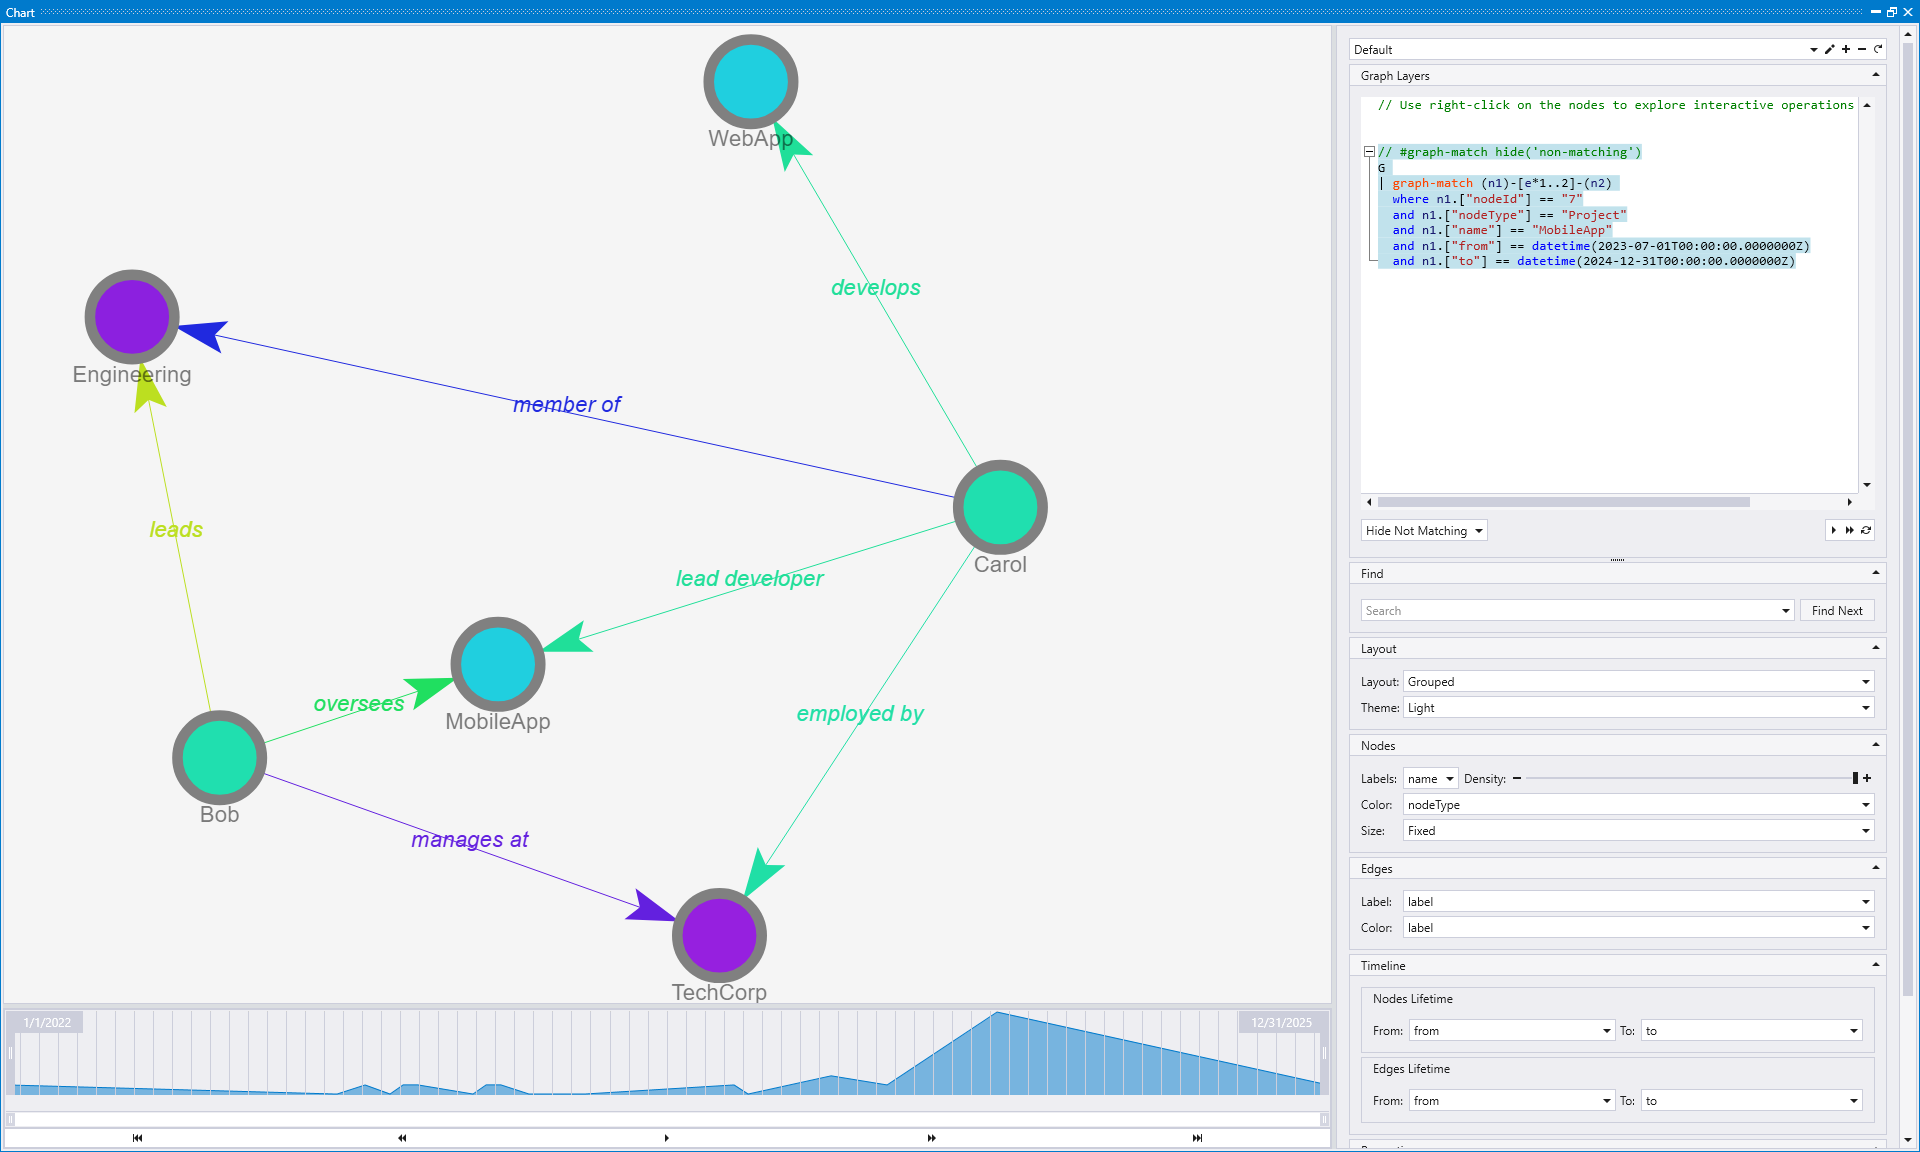 Chart
WebApp
develops
Engineering
member of
Carol
leads
lead developer
oversees
MobileApp
employed by
Bob
manages at
TechCorp
1/1/2022
12/31/2025
Default
Graph Layers
// Use right-click on the nodes to explore interactive operations
// #graph-match hide('non-matching')
G
| graph-match (n1)-[e*1..2]-(n2)
where n1.["nodeId"] == "7"
and n1.["nodeType"] == "Project"
and n1.["name"] == "MobileApp"
and n1.["from"] == datetime(2023-07-01T00:00:00.0000000Z)
and n1.["to"] == datetime(2024-12-31T00:00:00.0000000Z)
Hide Not Matching
Find
Search
Find Next
Layout
Layout: Grouped
Theme: Light
Nodes
Labels: name Density:
Color: nodeType
Size: Fixed
Edges
Label: label
Color: label
Timeline
Nodes Lifetime
From: from To: to
Edges Lifetime
From: from To: to